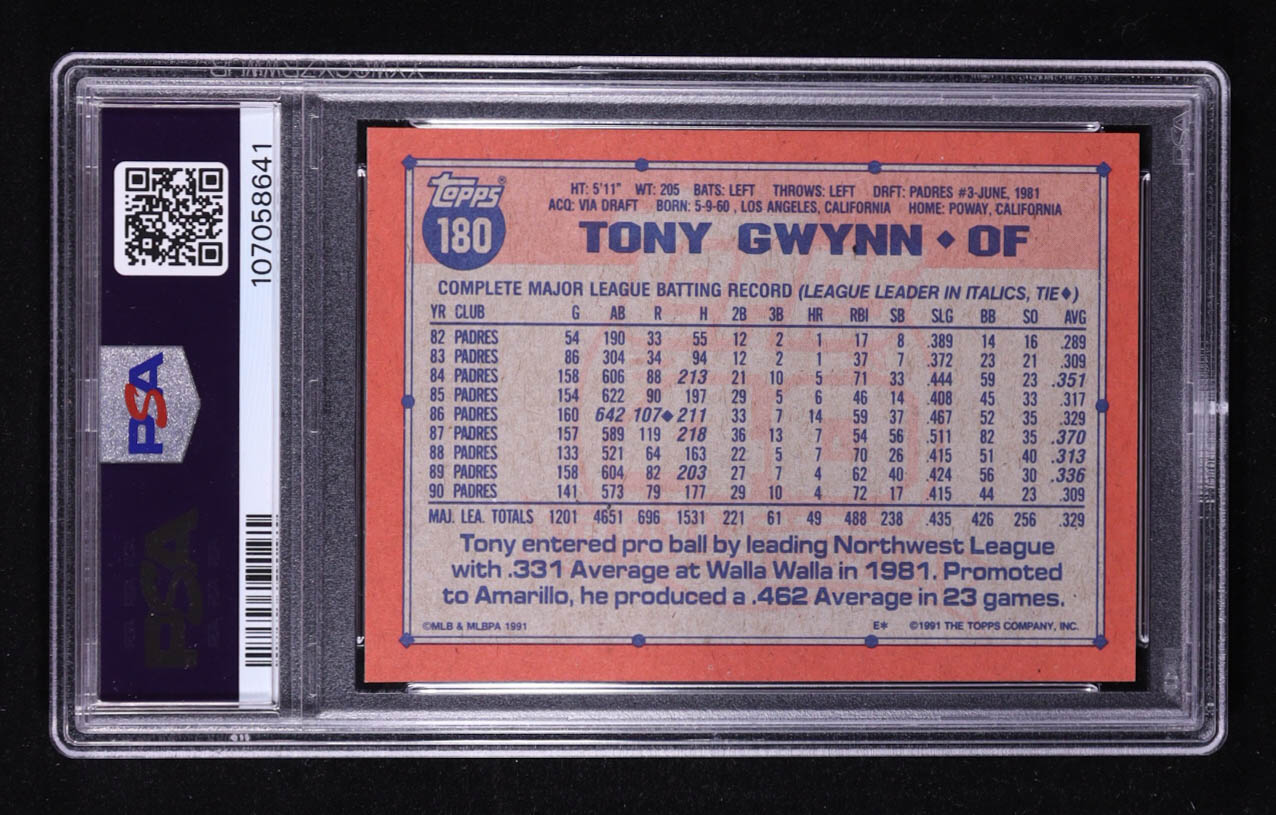 107058641
PSA
PSA
topps®
180
HT: 5'11" WT: 205 BATS: LEFT THROWS: LEFT DRFT: PADRES #3-JUNE, 1981
ACQ: VIA DRAFT BORN: 5-9-60 , LOS ANGELES, CALIFORNIA HOME: POWAY, CALIFORNIA
TONY GWYNN ♦ OF
COMPLETE MAJOR LEAGUE BATTING RECORD (LEAGUE LEADER IN ITALICS, TIE♦)
YR CLUB G AB R H 2B 3B HR RBI SB SLG BB SO AVG
82 PADRES 54 190 33 55 12 2 1 17 8 .389 14 16 .289
83 PADRES 86 304 34 94 12 2 1 37 7 .372 23 21 .309
84 PADRES 158 606 88 213 21 10 5 71 33 .444 59 23 .351
85 PADRES 154 622 90 197 29 5 6 46 14 .408 45 33 .317
86 PADRES 160 642 107♦ 211 33 7 14 59 37 .467 52 35 .329
87 PADRES 157 589 119 218 36 13 7 54 56 .511 82 35 .370
88 PADRES 133 521 64 163 22 5 7 70 26 .415 51 40 .313
89 PADRES 158 604 82 203 27 7 4 62 40 .424 56 30 .336
90 PADRES 141 573 79 177 29 10 4 72 17 .415 44 23 .309
MAJ. LEA. TOTALS 1201 4651 696 1531 221 61 49 488 238 .435 426 256 .329
Tony entered pro ball by leading Northwest League
with .331 Average at Walla Walla in 1981. Promoted
to Amarillo, he produced a .462 Average in 23 games.
©MLB & MLBPA 1991 E* ©1991 THE TOPPS COMPANY, INC.